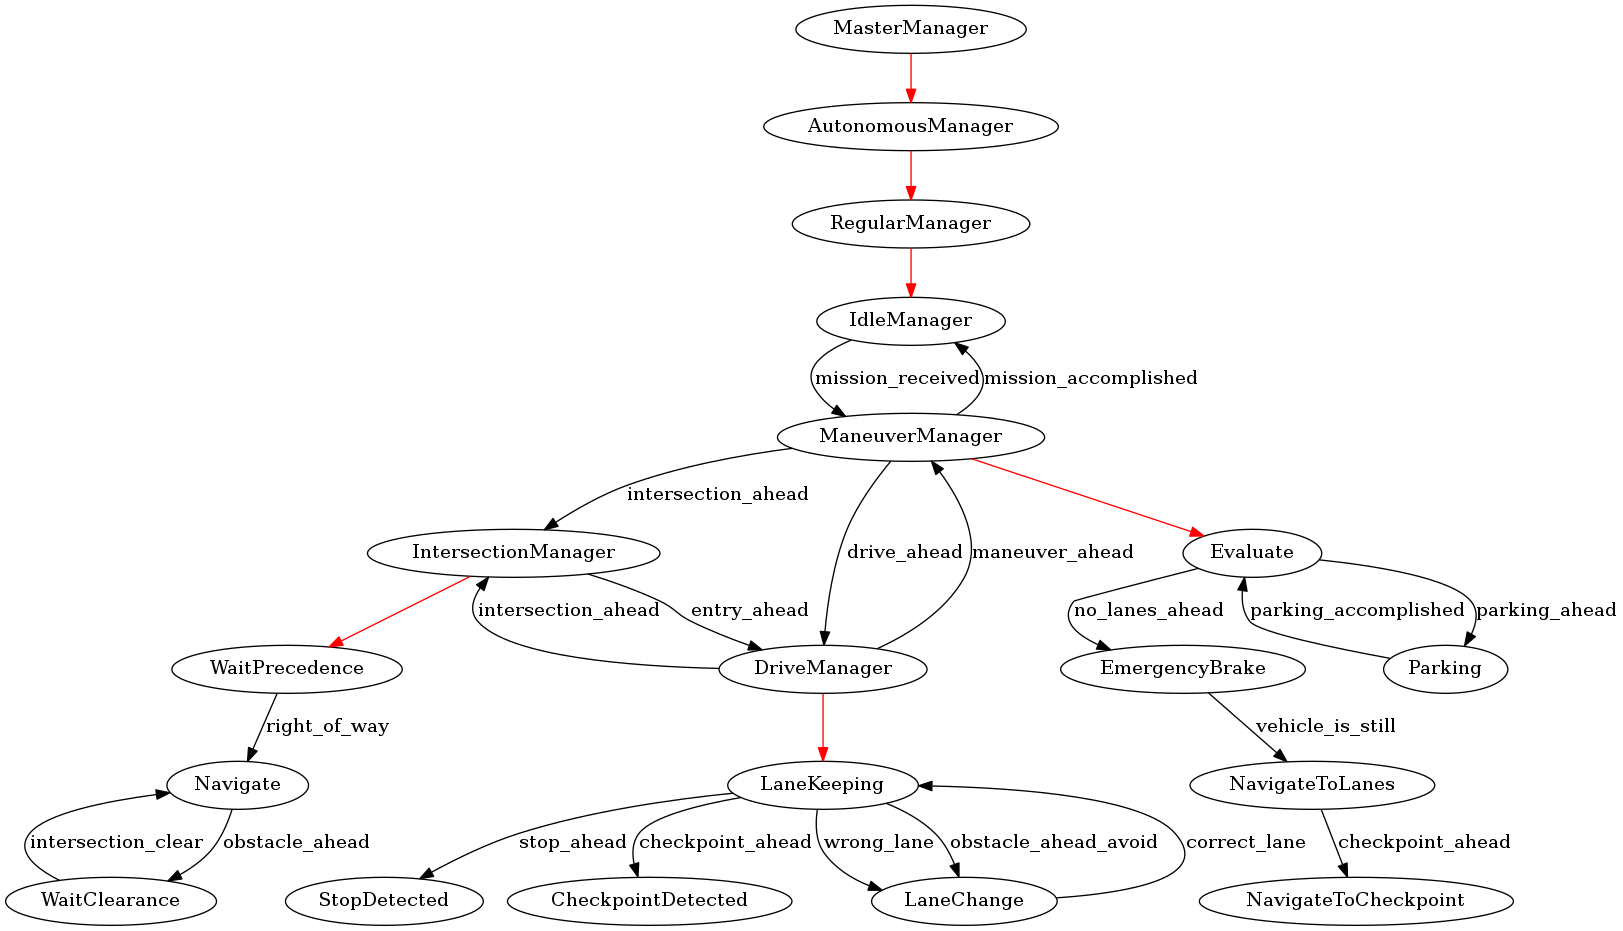 MasterManager
AutonomousManager
RegularManager
IdleManager
mission_received
mission_accomplished
ManeuverManager
intersection_ahead
IntersectionManager
drive_ahead
maneuver_ahead
Evaluate
intersection_ahead
entry_ahead
no_lanes_ahead
parking_accomplished
parking_ahead
WaitPrecedence
DriveManager
EmergencyBrake
Parking
right_of_way
vehicle_is_still
Navigate
LaneKeeping
NavigateToLanes
intersection_clear
obstacle_ahead
stop_ahead
checkpoint_ahead
wrong_lane
obstacle_ahead_avoid
correct_lane
checkpoint_ahead
WaitClearance
StopDetected
CheckpointDetected
LaneChange
NavigateToCheckpoint